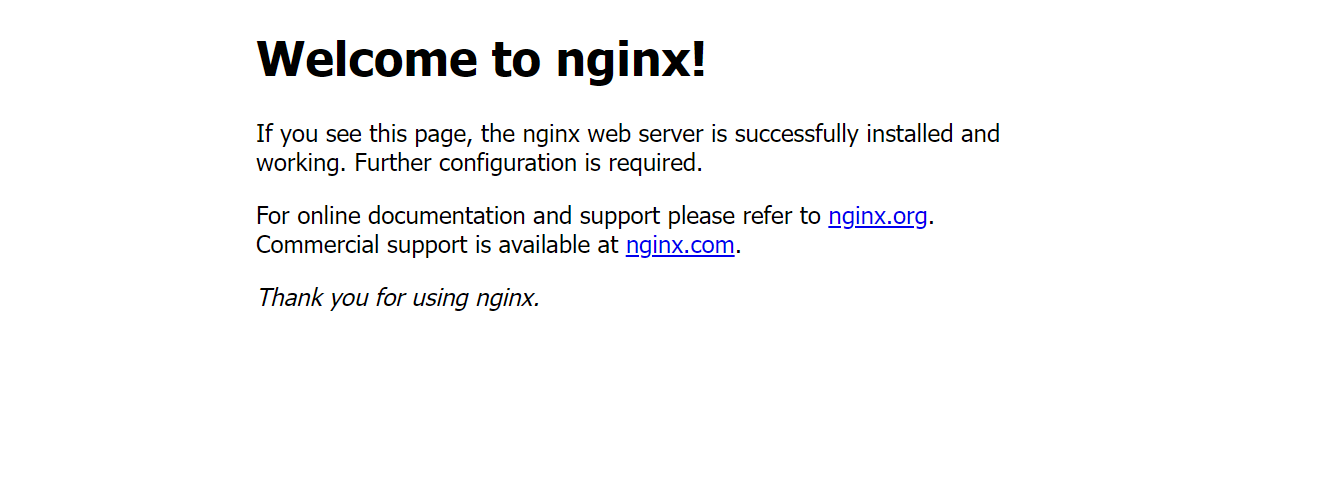 Welcome to nginx!
If you see this page, the nginx web server is successfully installed and
working. Further configuration is required.
For online documentation and support please refer to nginx.org.
Commercial support is available at nginx.com.
Thank you for using nginx.